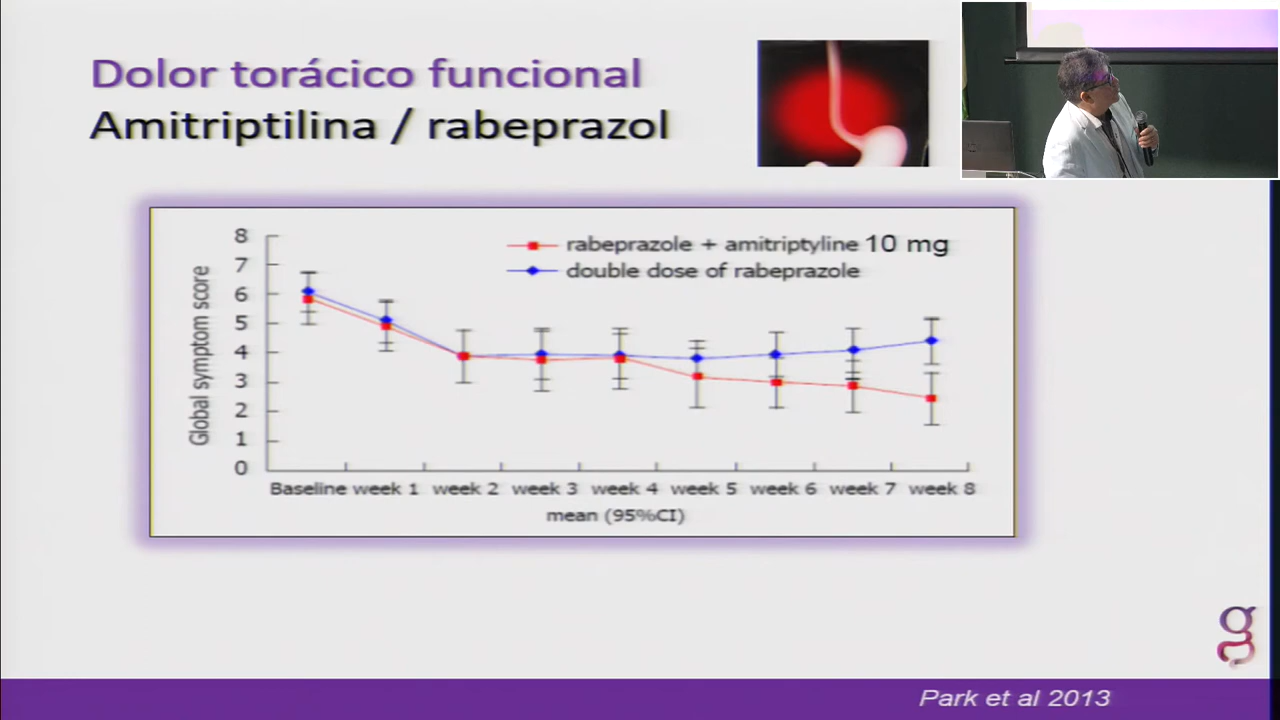 Dolor torácico funcional
Amitriptilina / rabeprazol
8
7
6
5
4
3
2
1
0
Global symptom score
rabeprazole + amitriptyline 10 mg
double dose of rabeprazole
Baseline week 1 week 2 week 3 week 4 week 5 week 6 week 7 week 8
mean (95%CI)
Park et al 2013